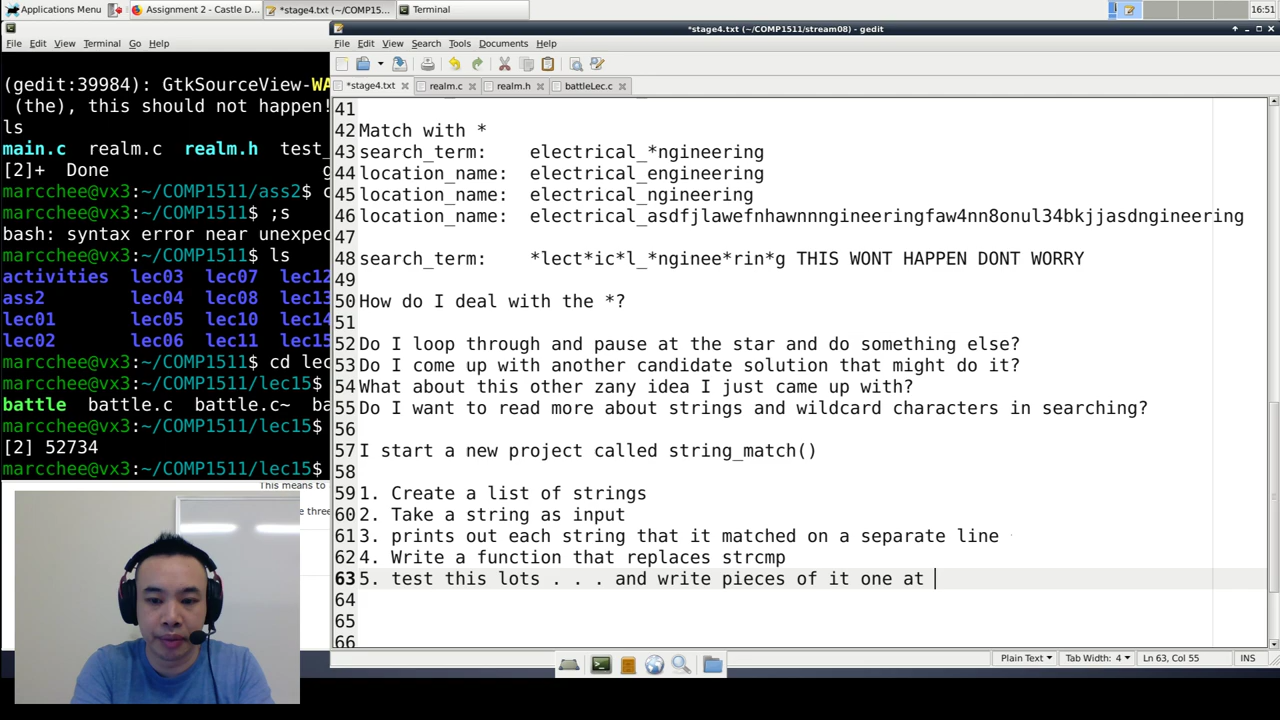 Applications Menu Assignment 2 - Castle D... *stage4.txt (~/COMP15... Terminal 16:51
*stage4.txt (~/COMP1511/stream08) - gedit
File Edit View Terminal Go Help
File Edit View Search Tools Documents Help
*stage4.txt realm.c realm.h battleLec.c
(gedit:39984): GtkSourceView-WA
(the), this should not happen!
ls
main.c realm.c realm.h test_
[2]+ Done g
marcchee@vx3:~/COMP1511/ass2$ c
marcchee@vx3:~/COMP1511$ ;s
bash: syntax error near unexpec
marcchee@vx3:~/COMP1511$ ls
activities lec03 lec07 lec12
ass2 lec04 lec08 lec13
lec01 lec05 lec10 lec14
lec02 lec06 lec11 lec15
marcchee@vx3:~/COMP1511$ cd lec
marcchee@vx3:~/COMP1511/lec15$
battle battle.c battle.c~ ba
marcchee@vx3:~/COMP1511/lec15$
[2] 52734
marcchee@vx3:~/COMP1511/lec15$
This means to
e three
41
42 Match with *
43 search_term: electrical_*ngineering
44 location_name: electrical_engineering
45 location_name: electrical_ngineering
46 location_name: electrical_asdfjlawefnhawnnngineeringfaw4nn8onul34bkjjasdngineering
47
48 search_term: *lect*ic*l_*nginee*rin*g THIS WONT HAPPEN DONT WORRY
49
50 How do I deal with the *?
51
52 Do I loop through and pause at the star and do something else?
53 Do I come up with another candidate solution that might do it?
54 What about this other zany idea I just came up with?
55 Do I want to read more about strings and wildcard characters in searching?
56
57 I start a new project called string_match()
58
59 1. Create a list of strings
60 2. Take a string as input
61 3. prints out each string that it matched on a separate line
62 4. Write a function that replaces strcmp
63 5. test this lots . . . and write pieces of it one at
64
65
66
Plain Text Tab Width: 4 Ln 63, Col 55 INS